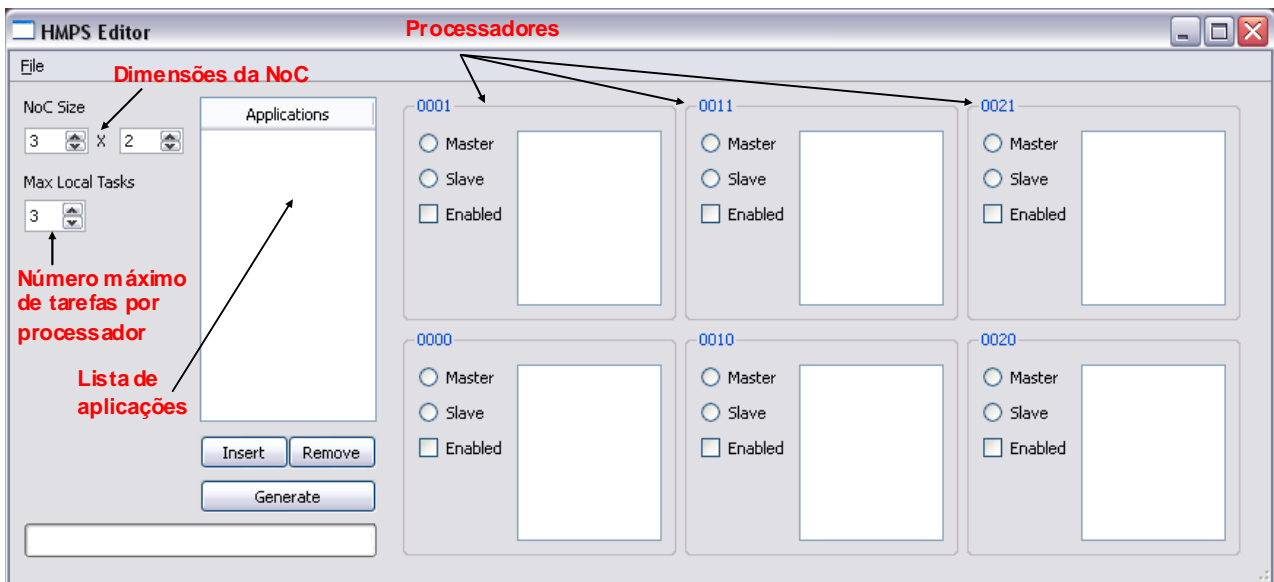 HMPS Editor
Processadores
File
Dimensões da NoC
NoC Size
3 X 2
Max Local Tasks
3
Número máximo
de tarefas por
processador
Applications
Lista de
aplicações
Insert
Remove
Generate
0001
Master
Slave
Enabled
0011
Master
Slave
Enabled
0021
Master
Slave
Enabled
0000
Master
Slave
Enabled
0010
Master
Slave
Enabled
0020
Master
Slave
Enabled